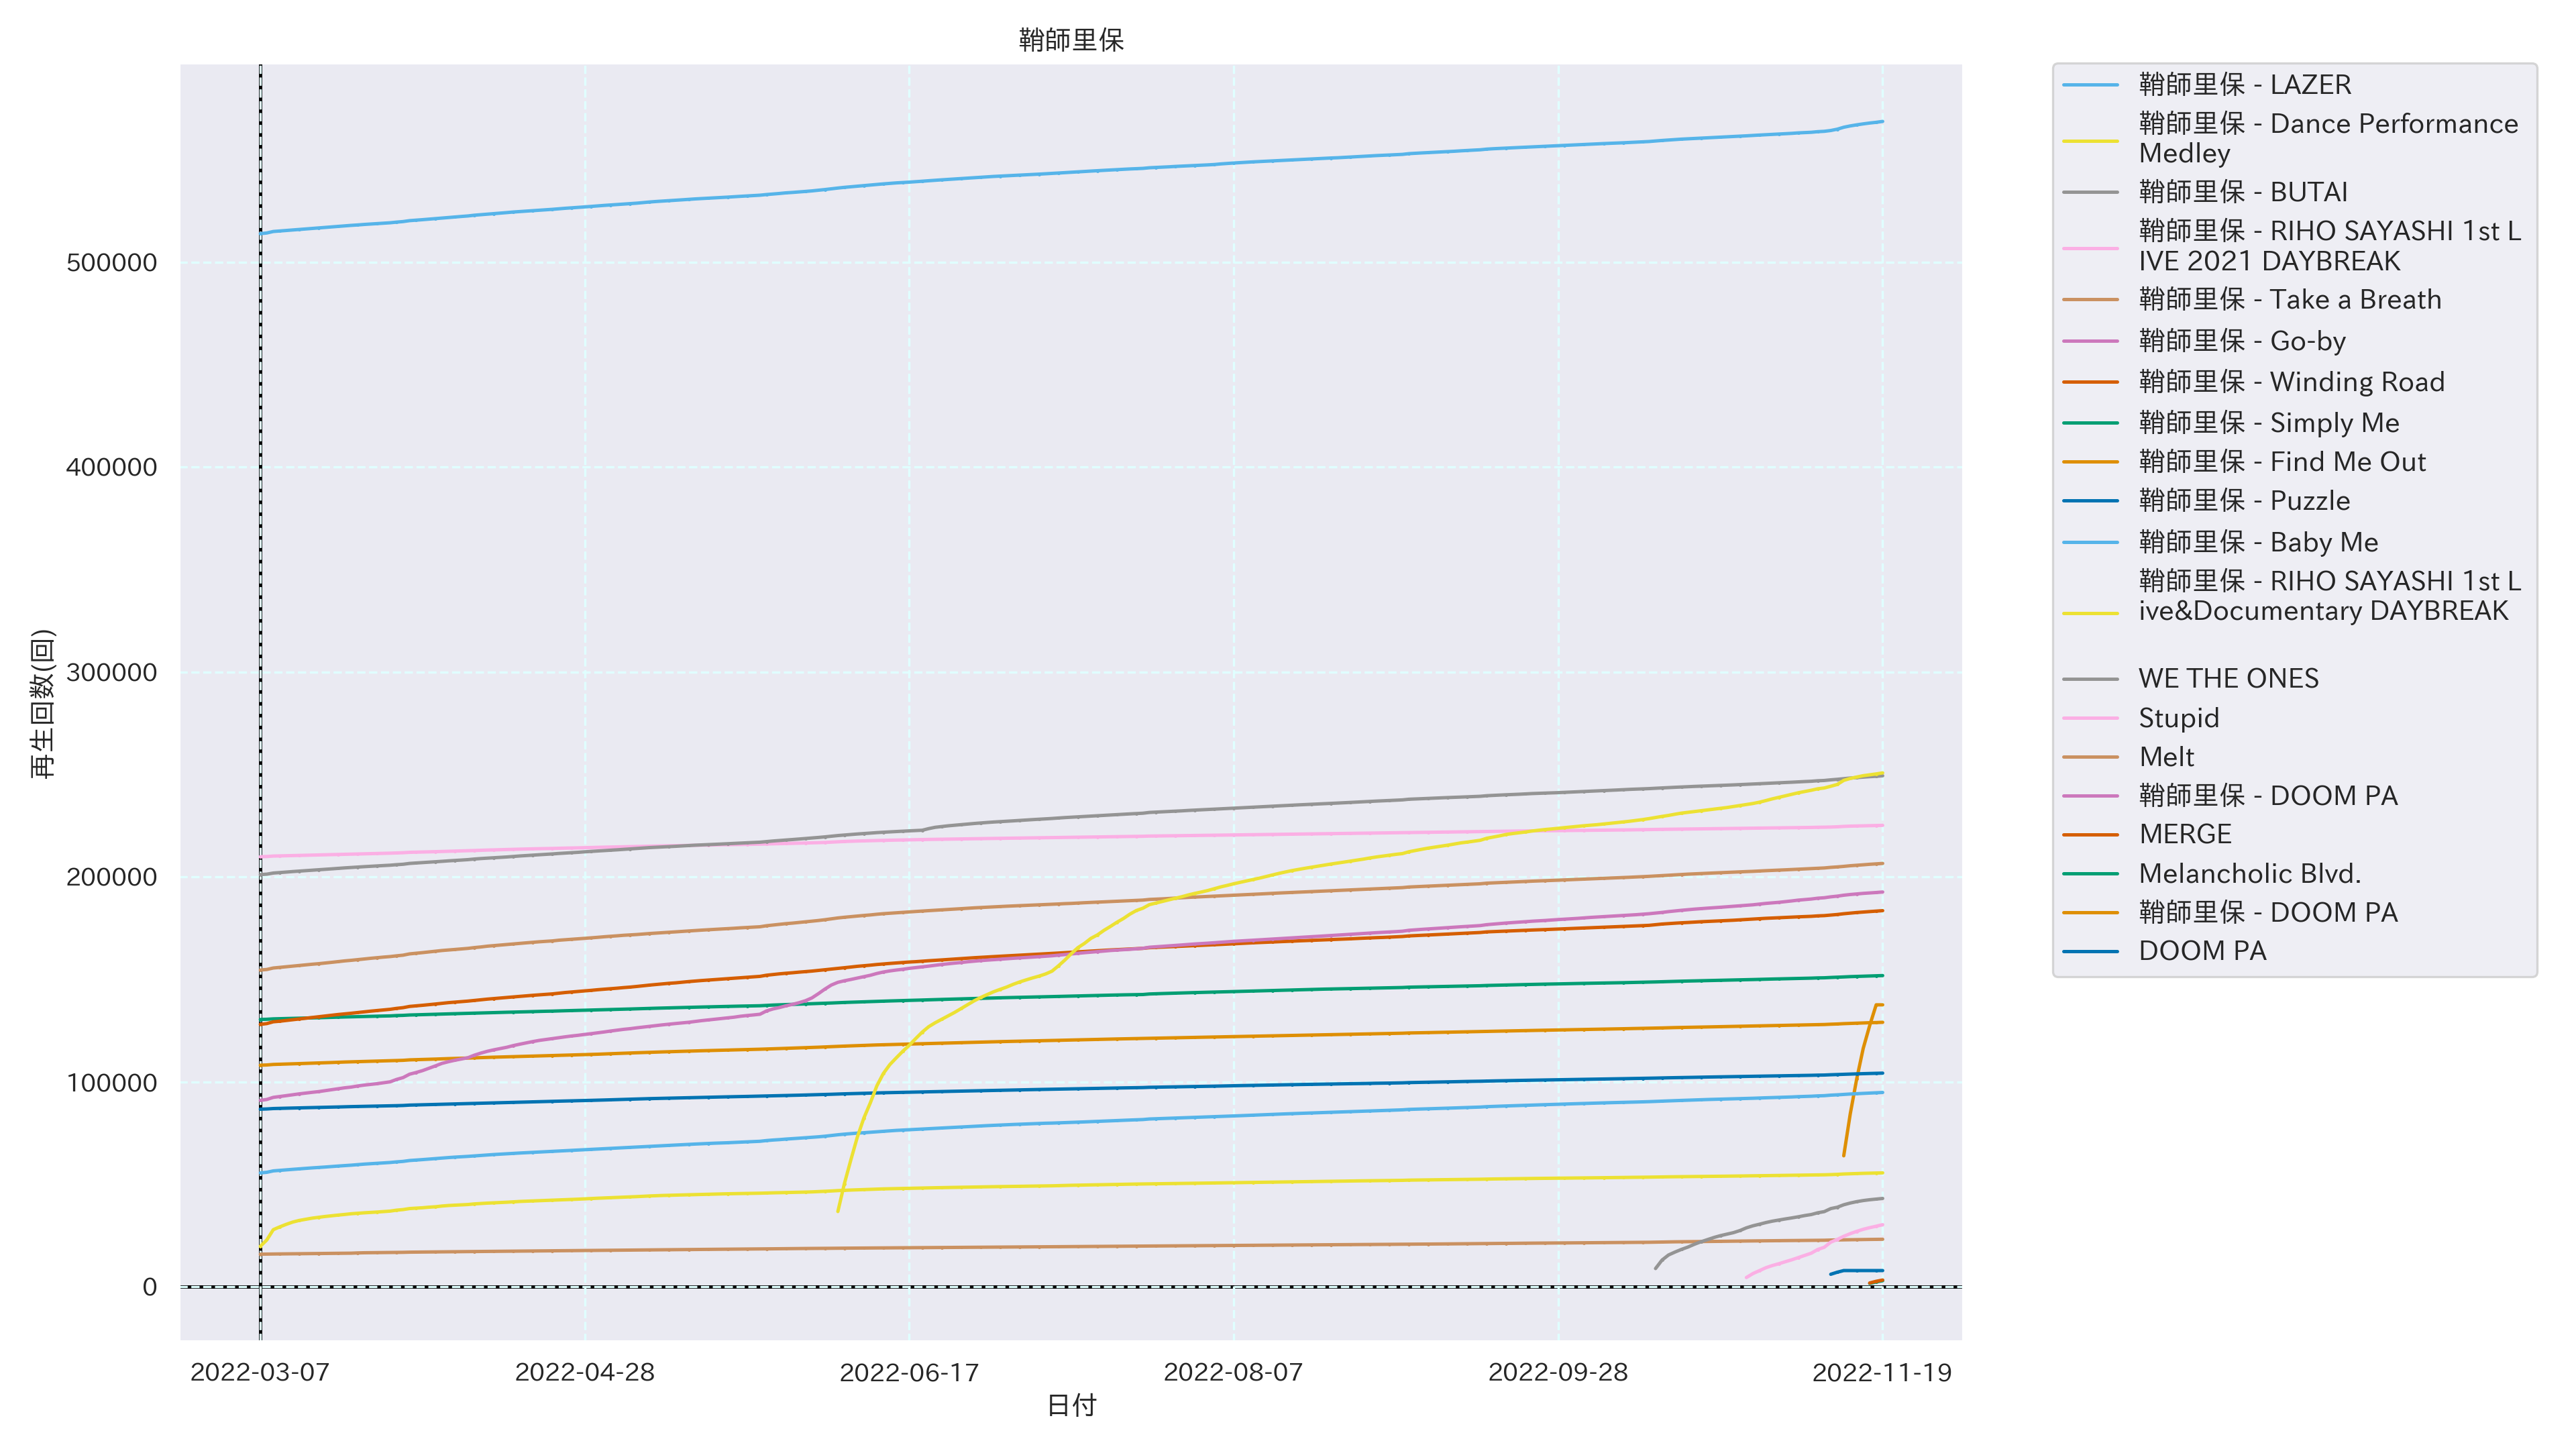 鞘師里保
500000
400000
300000
200000
100000
0
再生回数(回)
2022-03-07
2022-04-28
2022-06-17
2022-08-07
2022-09-28
2022-11-19
日付
鞘師里保 - LAZER
鞘師里保 - Dance Performance
Medley
鞘師里保 - BUTAI
鞘師里保 - RIHO SAYASHI 1st L
IVE 2021 DAYBREAK
鞘師里保 - Take a Breath
鞘師里保 - Go-by
鞘師里保 - Winding Road
鞘師里保 - Simply Me
鞘師里保 - Find Me Out
鞘師里保 - Puzzle
鞘師里保 - Baby Me
鞘師里保 - RIHO SAYASHI 1st L
ive&Documentary DAYBREAK
WE THE ONES
Stupid
Melt
鞘師里保 - DOOM PA
MERGE
Melancholic Blvd.
鞘師里保 - DOOM PA
DOOM PA